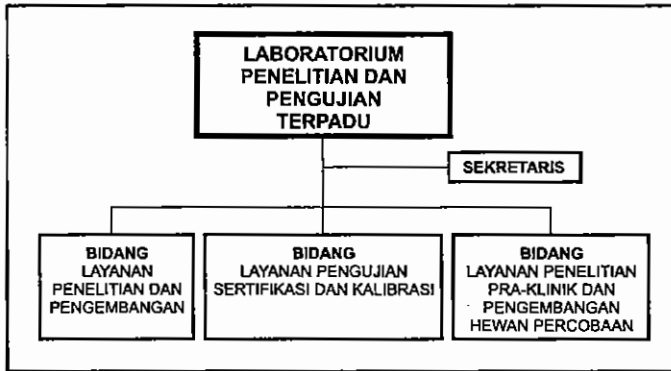 LABORATORIUM
PENELITIAN DAN
PENGUJIAN
TERPADU
SEKRETARIS
BIDANG
LAYANAN
PENELITIAN DAN
PENGEMBANGAN
BIDANG
LAYANAN PENGUJIAN
SERTIFIKASI DAN KALIBRASI
BIDANG
LAYANAN PENELITIAN
PRA-KLINIK DAN
PENGEMBANGAN
HEWAN PERCOBAAN